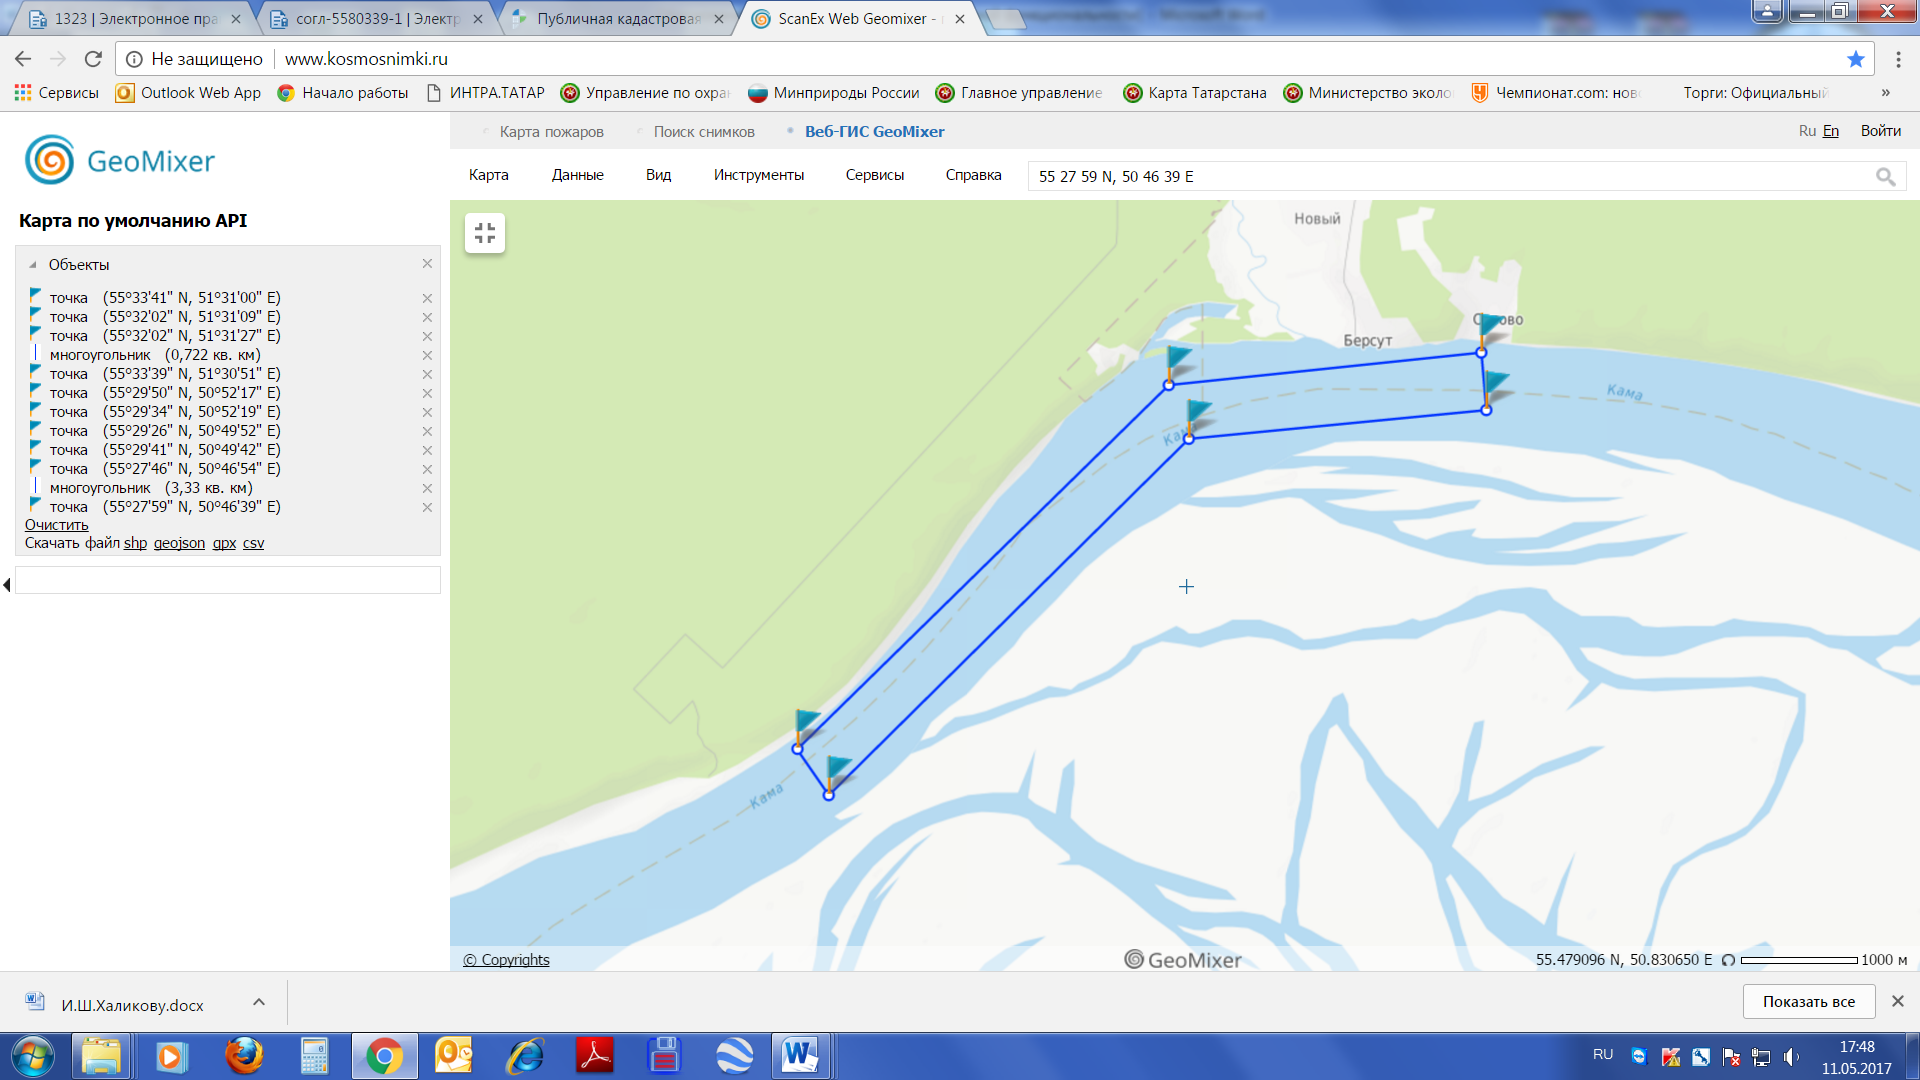 1323 | Электронное пра
согл-5580339-1 | Электр
Публичная кадастровая
ScanEx Web Geomixer -
Не защищено
www.kosmosnimki.ru
Сервисы
Outlook Web App
Начало работы
ИНТРА.ТАТАР
Управление по охра
Минприроды России
Главное управление
Карта Татарстана
Министерство эколо
Чемпионат.com: нов
Торги: Официальный
»
GeoMixer
Карта пожаров
Поиск снимков
Веб-ГИС GeoMixer
Ru En
Войти
Карта
Данные
Вид
Инструменты
Сервисы
Справка
55 27 59 N, 50 46 39 E
Карта по умолчанию API
Объекты
точка (55°33'41" N, 51°31'00" E)
точка (55°32'02" N, 51°31'09" E)
точка (55°32'02" N, 51°31'27" E)
многоугольник (0,722 кв. км)
точка (55°33'39" N, 51°30'51" E)
точка (55°29'50" N, 50°52'17" E)
точка (55°29'34" N, 50°52'19" E)
точка (55°29'26" N, 50°49'52" E)
точка (55°29'41" N, 50°49'42" E)
точка (55°27'46" N, 50°46'54" E)
многоугольник (3,33 кв. км)
точка (55°27'59" N, 50°46'39" E)
Очистить
Скачать файл shp geojson gpx csv
Новый
Берсут
Кама
Кама
Кама
© Copyrights
GeoMixer
55.479096 N, 50.830650 E
1000 м
И.Ш.Халикову.docx
Показать все
RU
17:48
11.05.2017